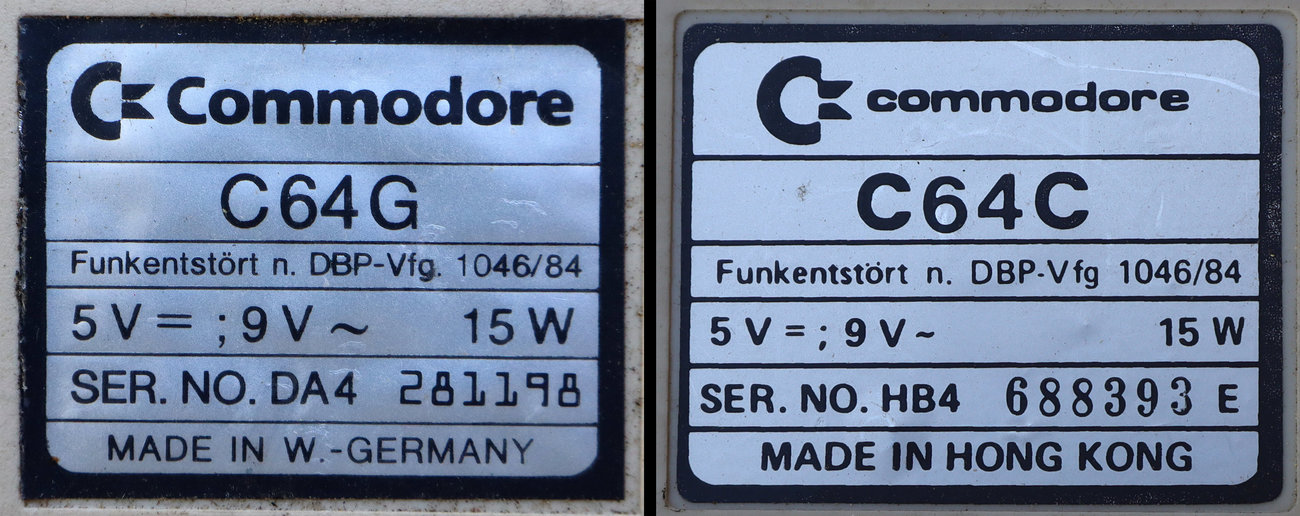 Commodore
C64G
Funkentstört n. DBP-Vfg. 1046/84
5 V = ; 9 V ~ 15 W
SER. NO. DA4 281198
MADE IN W.-GERMANY
commodore
C64C
Funkentstört n. DBP-Vfg 1046/84
5 V = ; 9 V ~ 15 W
SER. NO. HB4 688393 E
MADE IN HONG KONG